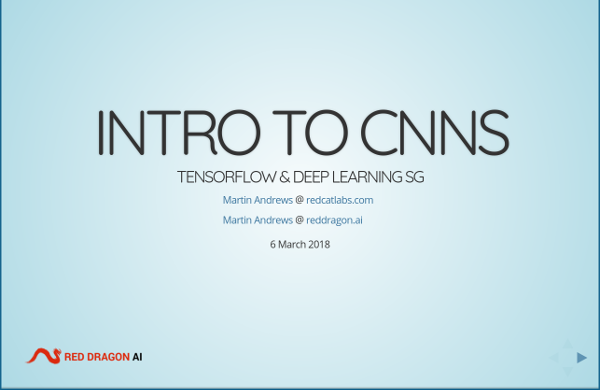 INTRO TO CNNS
TENSORFLOW & DEEP LEARNING SG
Martin Andrews @ redcatlabs.com
Martin Andrews @ reddragon.ai
6 March 2018
RED DRAGON AI